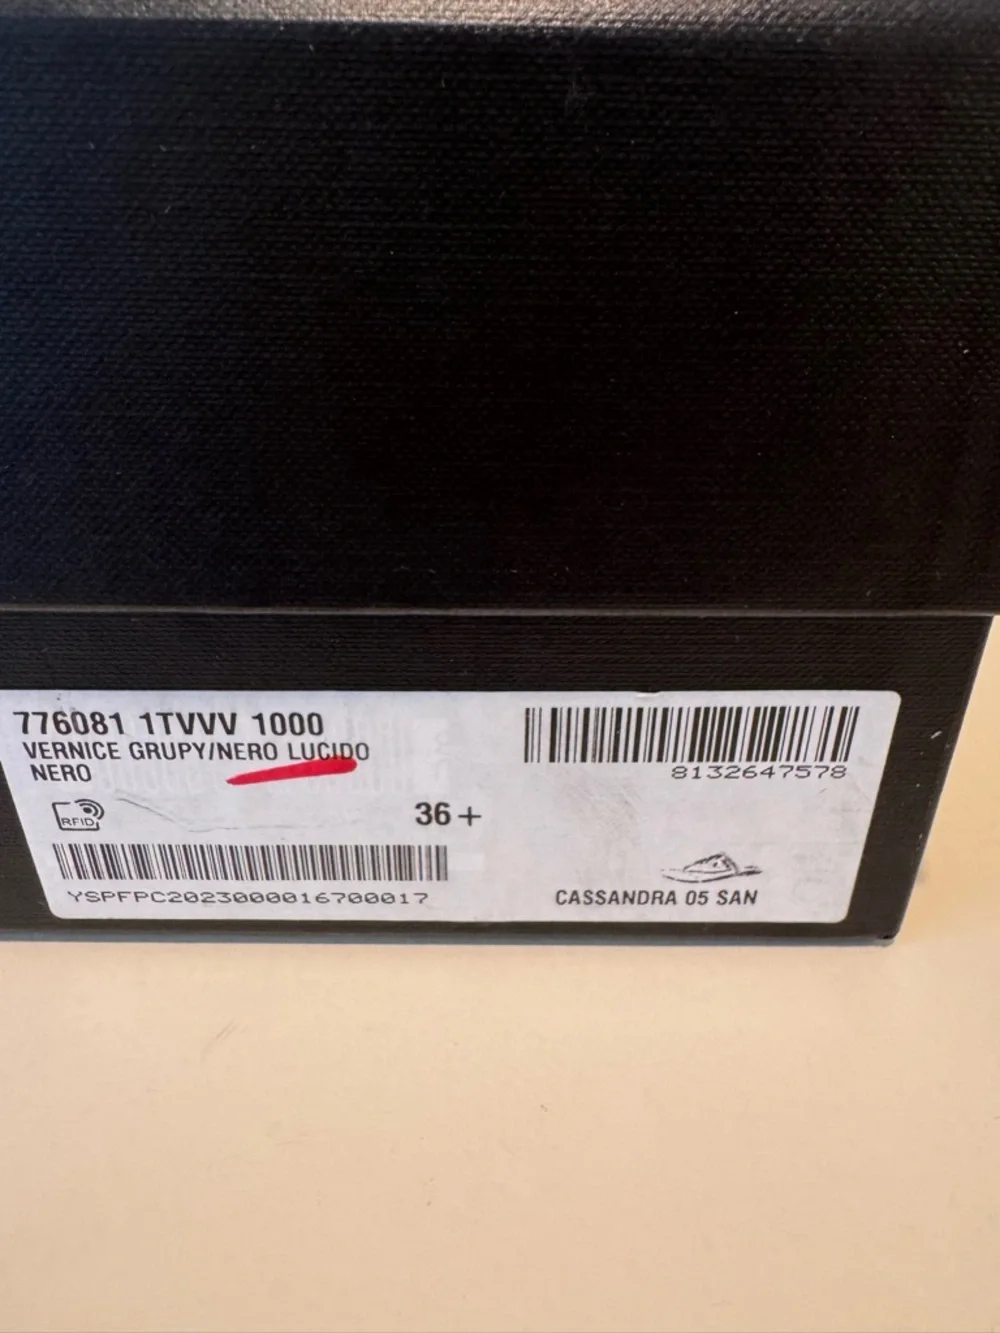 776081 1TVVV 1000
VERNICE GRUPY/NERO LUCIDO
NERO
RFID
36+
YSPFPC2023000016700017
8132647578
CASSANDRA 05 SAN